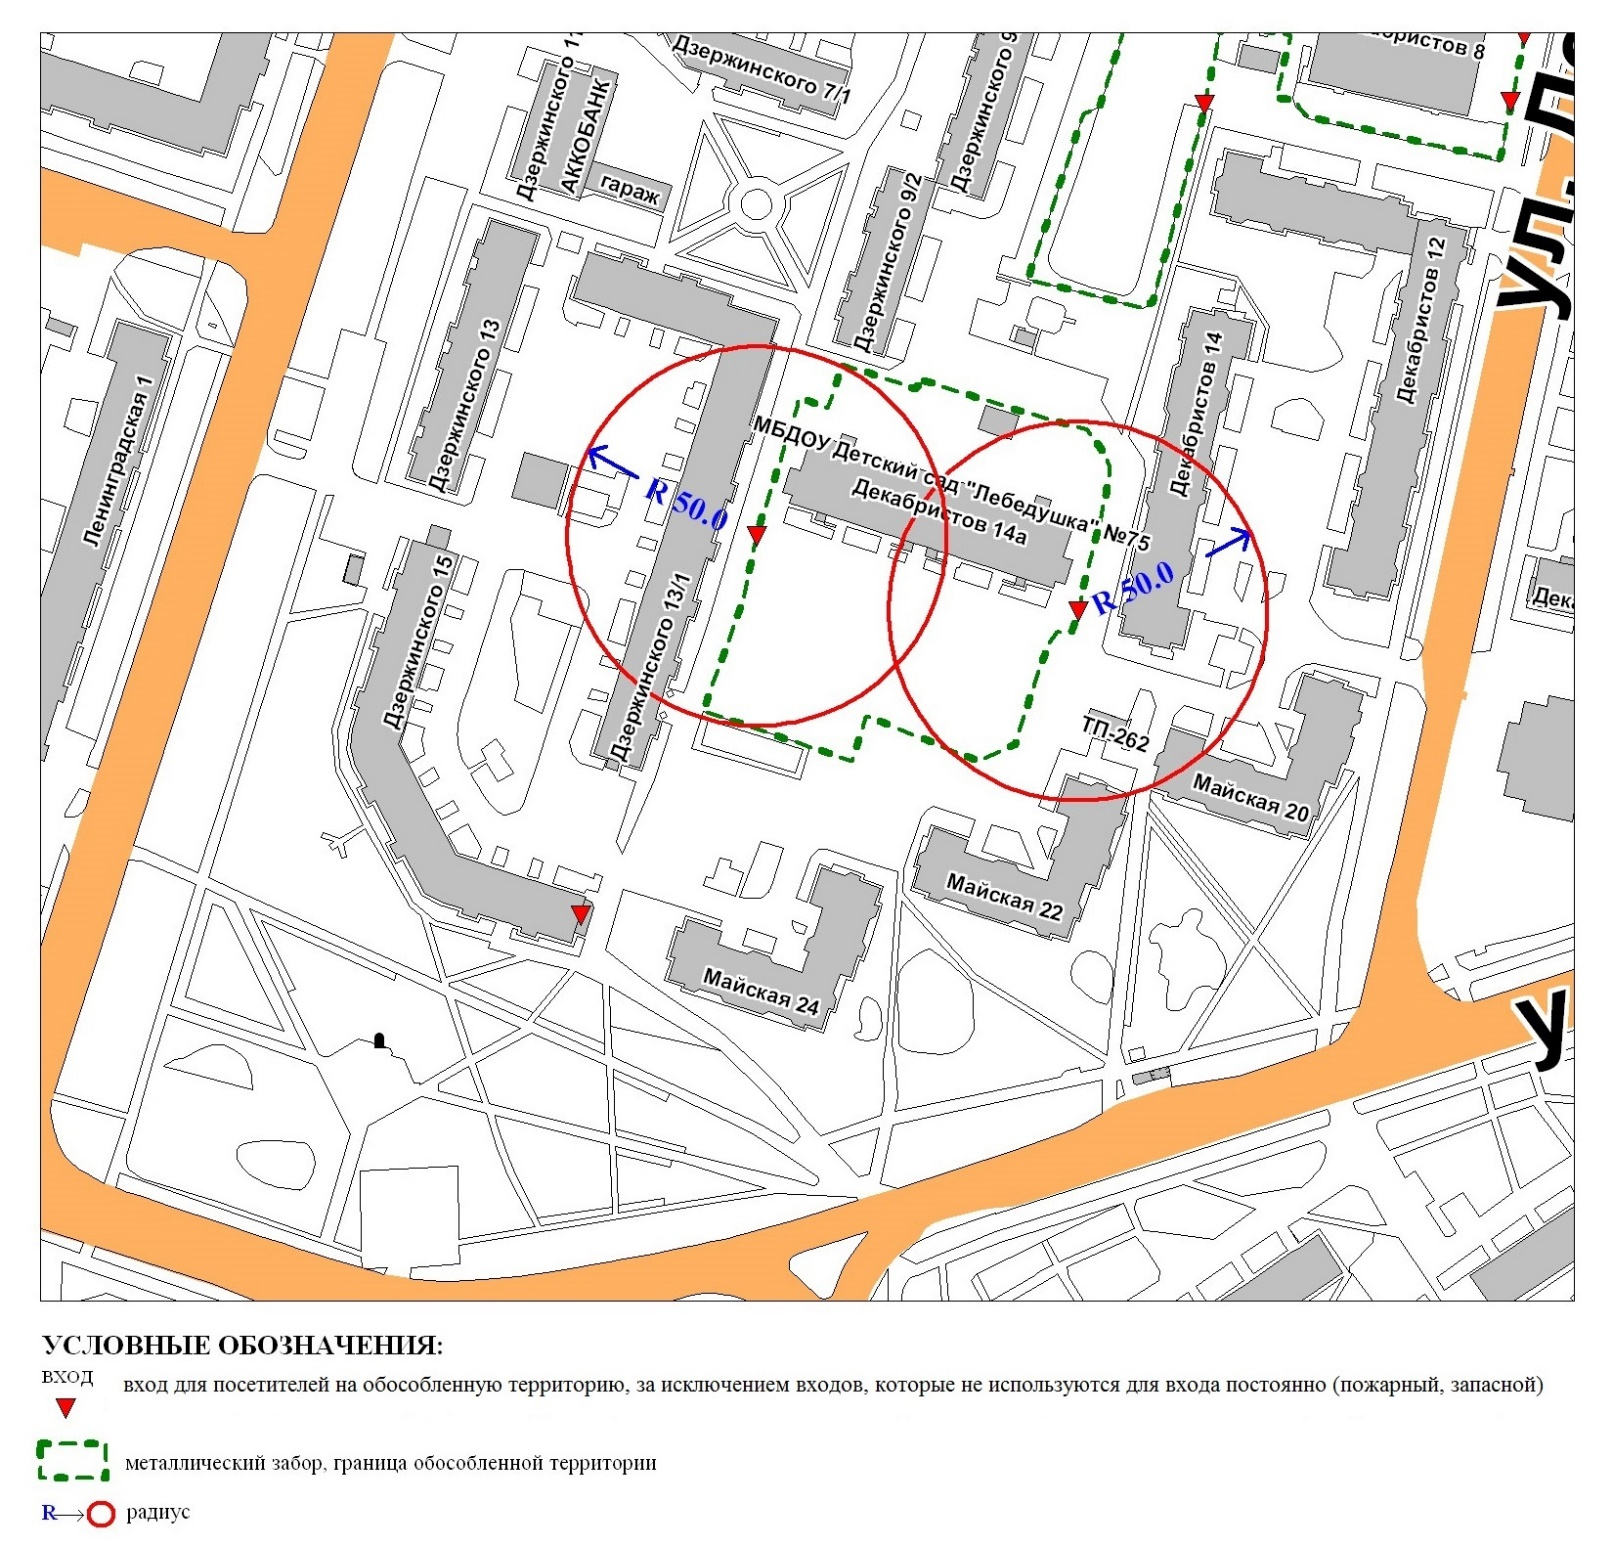 Дзержинского 11
АККОБАНК
гараж
Дзержинского 7/1
Дзержинского 9
Дзержинского 9/2
ористов 8
ул. Де
Декабристов 12
Декабристов 14
Дзержинского 13
Ленинградская 1
МБДОУ Детский сад "Лебедушка" №75
Декабристов 14а
R 50.0
R 50.0
Дзержинского 15
Дзержинского 13/1
Дек
ТП-262
Майская 20
Майская 22
Майская 24
у
УСЛОВНЫЕ ОБОЗНАЧЕНИЯ:
ВХОД
вход для посетителей на обособленную территорию, за исключением входов, которые не используются для входа постоянно (пожарный, запасной)
металлический забор, граница обособленной территории
R
радиус